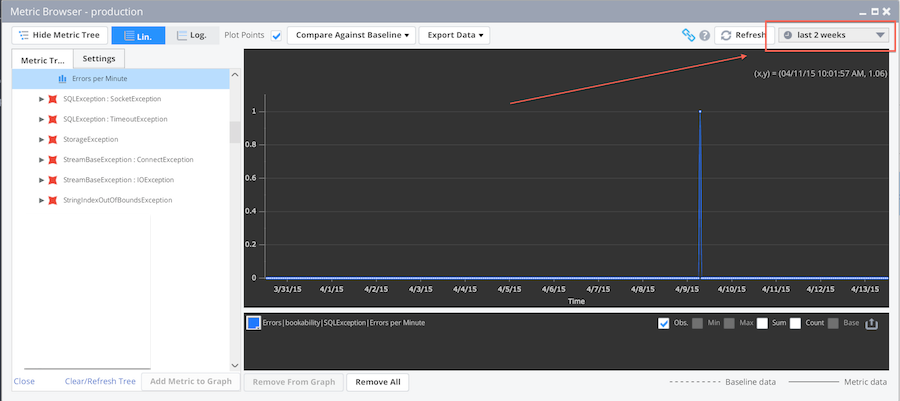 Metric Browser - production
Hide Metric Tree Lin. Log. Plot Points Compare Against Baseline Export Data Refresh last 2 weeks
Metric Tr... Settings
Errors per Minute
SQLException : SocketException
SQLException : TimeoutException
StorageException
StreamBaseException : ConnectException
StreamBaseException : IOException
StringIndexOutOfBoundsException
(x,y) = (04/11/15 10:01:57 AM, 1.06)
1
0.8
0.6
0.4
0.2
0
3/31/15 4/1/15 4/2/15 4/3/15 4/4/15 4/5/15 4/6/15 4/7/15 4/8/15 4/9/15 4/10/15 4/11/15 4/12/15 4/13/15
Time
Errors|bookability|SQLException|Errors per Minute Obs. Min Max Sum Count Base
Close Clear/Refresh Tree Add Metric to Graph Remove From Graph Remove All Baseline data Metric data